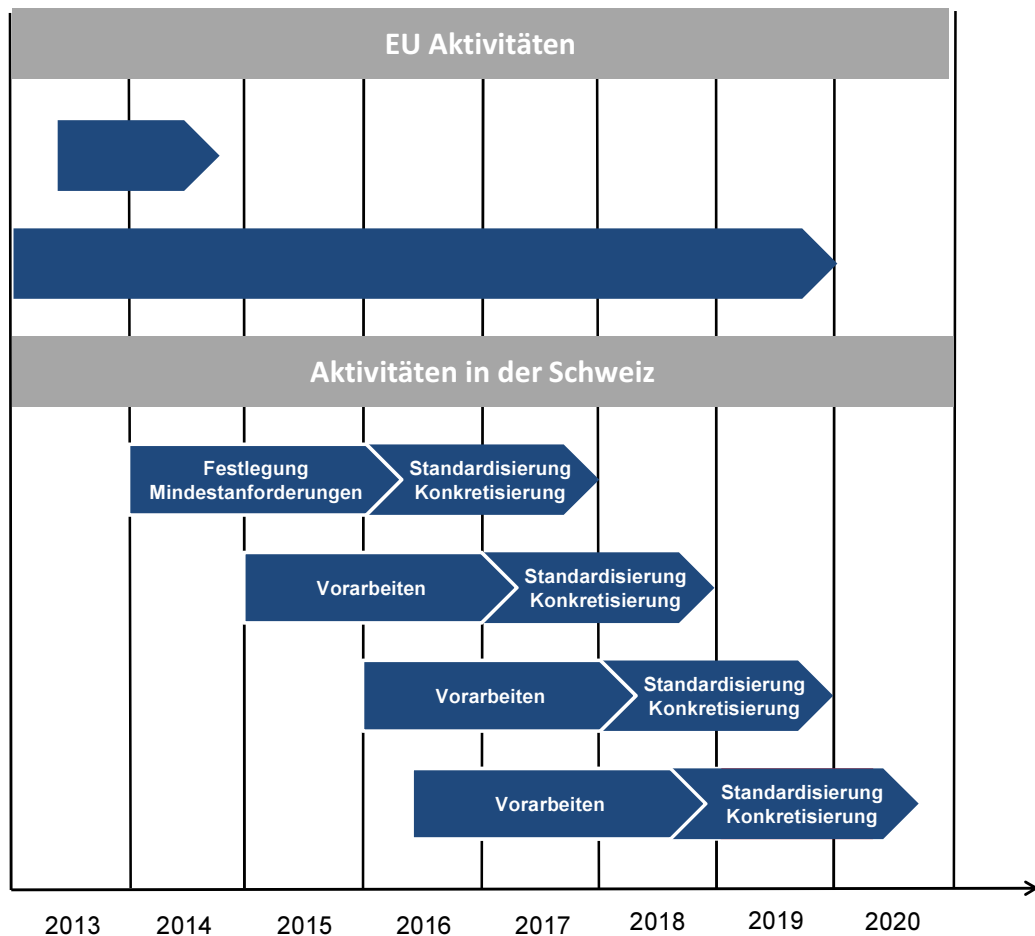 EU Aktivitäten
Aktivitäten in der Schweiz
Festlegung
Mindestanforderungen
Standardisierung
Konkretisierung
Vorarbeiten
Standardisierung
Konkretisierung
Vorarbeiten
Standardisierung
Konkretisierung
Vorarbeiten
Standardisierung
Konkretisierung
2013 2014 2015 2016 2017 2018 2019 2020